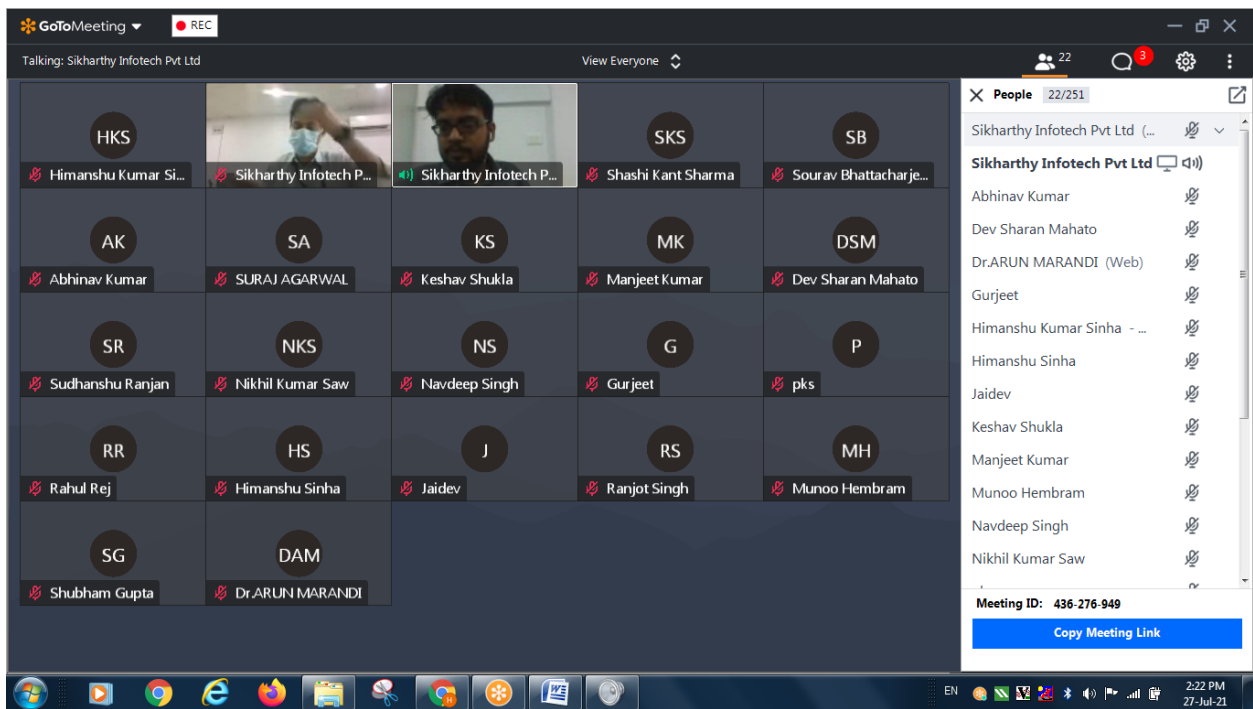 GoToMeeting
REC
Talking: Sikharthy Infotech Pvt Ltd
View Everyone
22
3
HKS
Himanshu Kumar Si...
Sikharthy Infotech P...
Sikharthy Infotech P...
SKS
Shashi Kant Sharma
SB
Sourav Bhattacharje...
AK
Abhinav Kumar
SA
SURAJ AGARWAL
KS
Keshav Shukla
MK
Manjeet Kumar
DSM
Dev Sharan Mahato
SR
Sudhanshu Ranjan
NKS
Nikhil Kumar Saw
NS
Navdeep Singh
G
Gurjeet
P
pks
RR
Rahul Rej
HS
Himanshu Sinha
J
Jaidev
RS
Ranjot Singh
MH
Munoo Hembram
SG
Shubham Gupta
DAM
Dr.ARUN MARANDI
People 22/251
Sikharthy Infotech Pvt Ltd (...
Sikharthy Infotech Pvt Ltd
Abhinav Kumar
Dev Sharan Mahato
Dr.ARUN MARANDI (Web)
Gurjeet
Himanshu Kumar Sinha - ...
Himanshu Sinha
Jaidev
Keshav Shukla
Manjeet Kumar
Munoo Hembram
Navdeep Singh
Nikhil Kumar Saw
Meeting ID: 436-276-949
Copy Meeting Link
EN
2:22 PM
27-Jul-21